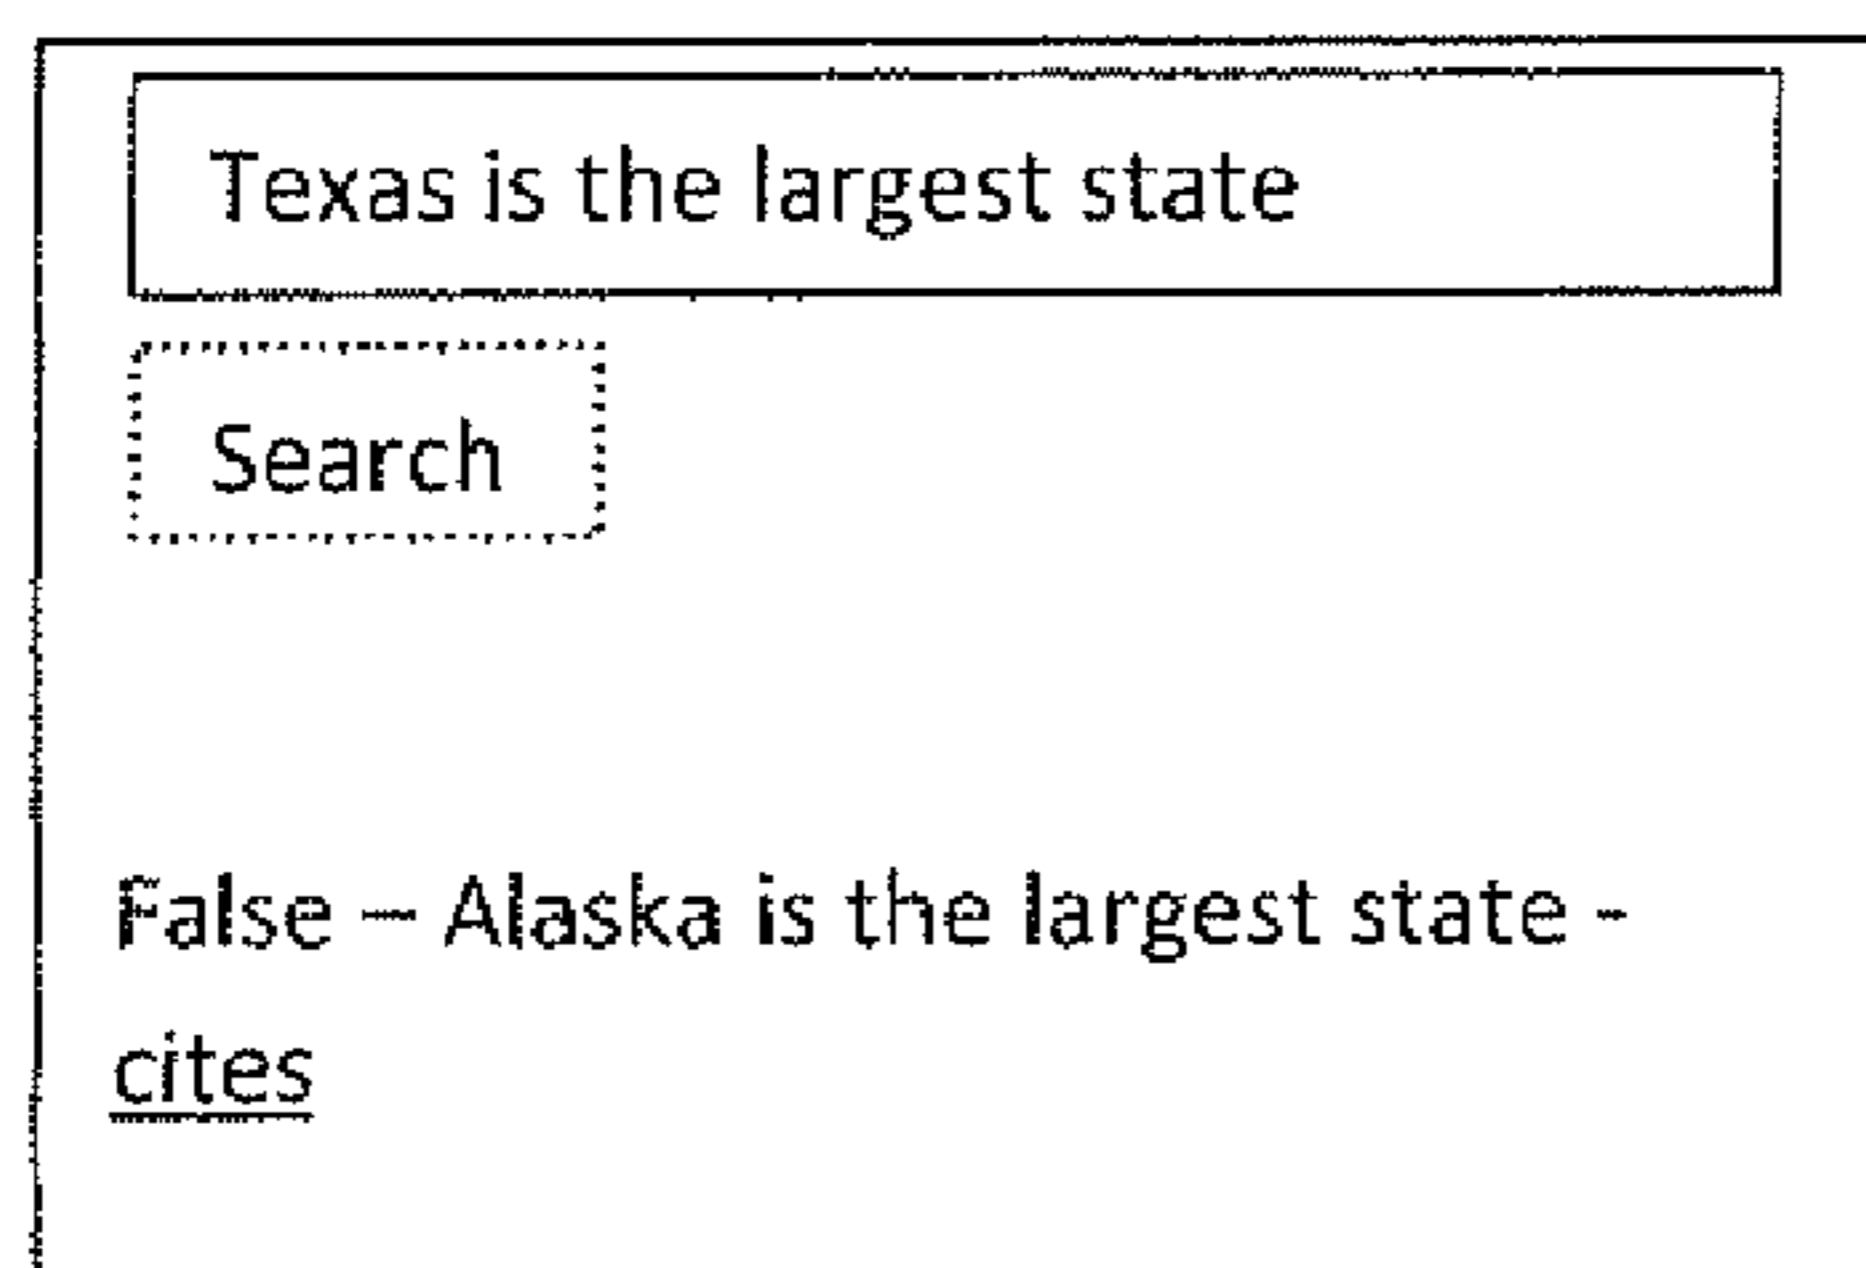 Texas is the largest state
Search
False – Alaska is the largest state -
cites